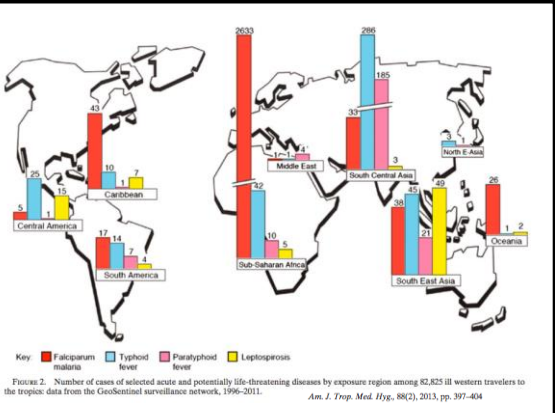 2633
286
185
43
33
10
1
7
Caribbean
3
1
North E-Asia
1
1
4
Middle East
3
South Central Asia
25
15
5
1
Central America
42
10
5
Sub-Saharan Africa
38
45
21
49
South East Asia
26
1
2
Oceania
17
14
7
4
South America
Key
Falciparum malaria
Typhoid fever
Paratyphoid fever
Leptospirosis
FIGURE 2. Number of cases of selected acute and potentially life-threatening diseases by exposure region among 82,825 ill western travelers to
the tropics: data from the GeoSentinel surveillance network, 1996–2011.
Am. J. Trop. Med. Hyg., 88(2), 2013, pp. 397–404